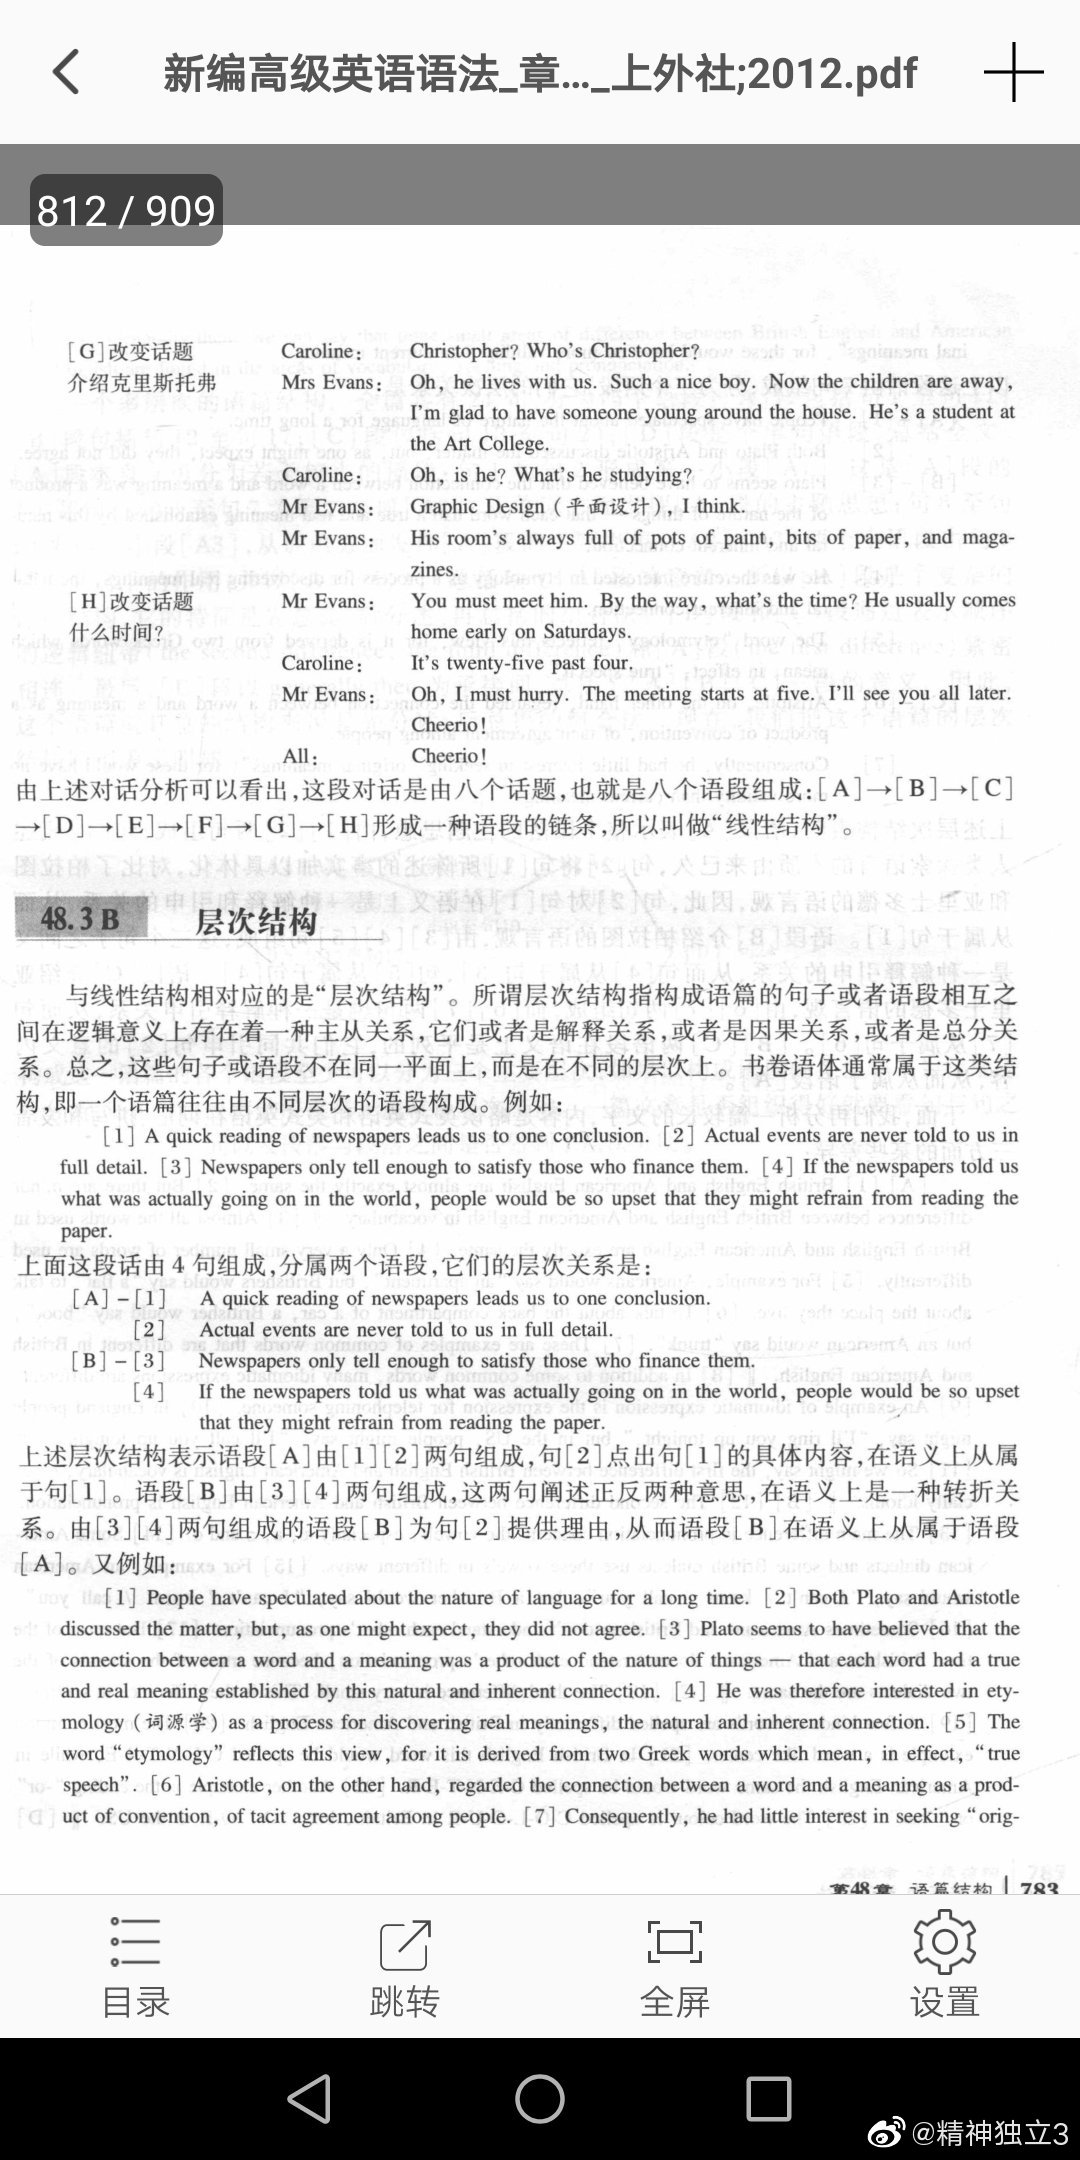 新编高级英语语法_章..._上外社;2012.pdf
812 / 909
[G]改变话题 Caroline: Christopher? Who's Christopher?
介绍克里斯托弗 Mrs Evans: Oh, he lives with us. Such a nice boy. Now the children are away,
I'm glad to have someone young around the house. He's a student at
the Art College.
Caroline: Oh, is he? What's he studying?
Mr Evans: Graphic Design (平面设计), I think.
Mr Evans: His room's always full of pots of paint, bits of paper, and maga-
zines.
[H]改变话题 Mr Evans: You must meet him. By the way, what's the time? He usually comes
什么时间? home early on Saturdays.
Caroline: It's twenty-five past four.
Mr Evans: Oh, I must hurry. The meeting starts at five. I'll see you all later.
Cheerio!
All: Cheerio!
由上述对话分析可以看出,这段对话是由八个话题,也就是八个语段组成:[A]→[B]→[C]
→[D]→[E]→[F]→[G]→[H]形成一种语段的链条,所以叫做“线性结构”。
48.3B 层次结构
与线性结构相对应的是“层次结构”。所谓层次结构指构成语篇的句子或者语段相互之
间在逻辑意义上存在着一种主从关系,它们或者是解释关系,或者是因果关系,或者是总分关
系。总之,这些句子或语段不在同一平面上,而是在不同的层次上。书卷语体通常属于这类结
构,即一个语篇往往由不同层次的语段构成。例如:
[1] A quick reading of newspapers leads us to one conclusion. [2] Actual events are never told to us in
full detail. [3] Newspapers only tell enough to satisfy those who finance them. [4] If the newspapers told us
what was actually going on in the world, people would be so upset that they might refrain from reading the
paper.
上面这段话由 4 句组成,分属两个语段,它们的层次关系是:
[A]-[1] A quick reading of newspapers leads us to one conclusion.
[2] Actual events are never told to us in full detail.
[B]-[3] Newspapers only tell enough to satisfy those who finance them.
[4] If the newspapers told us what was actually going on in the world, people would be so upset
that they might refrain from reading the paper.
上述层次结构表示语段[A]由[1][2]两句组成,句[2]点出句[1]的具体内容,在语义上从属
于句[1]。语段[B]由[3][4]两句组成,这两句阐述正反两种意思,在语义上是一种转折关
系。由[3][4]两句组成的语段[B]为句[2]提供理由,从而语段[B]在语义上从属于语段
[A]。又例如:
[1] People have speculated about the nature of language for a long time. [2] Both Plato and Aristotle
discussed the matter, but, as one might expect, they did not agree. [3] Plato seems to have believed that the
connection between a word and a meaning was a product of the nature of things — that each word had a true
and real meaning established by this natural and inherent connection. [4] He was therefore interested in ety-
mology (词源学) as a process for discovering real meanings, the natural and inherent connection. [5] The
word “etymology” reflects this view, for it is derived from two Greek words which mean, in effect, “true
speech”. [6] Aristotle, on the other hand, regarded the connection between a word and a meaning as a prod-
uct of convention, of tacit agreement among people. [7] Consequently, he had little interest in seeking “orig-
第48章 语篇结构 783
目录 跳转 全屏 设置
@精神独立3